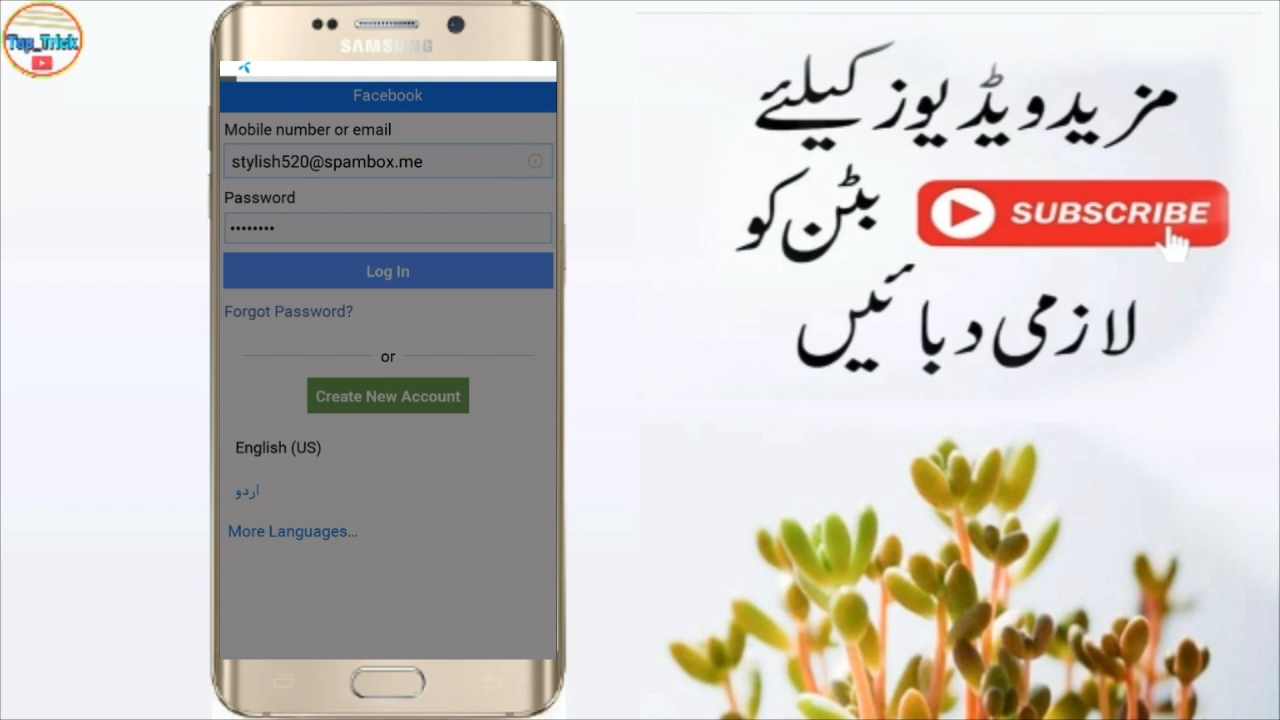 Top_Trick
SAMSUNG
Facebook
Mobile number or email
stylish520@spambox.me
Password
Log In
Forgot Password?
or
Create New Account
English (US)
اردو
More Languages...
مزید ویڈیوز کیلئے
SUBSCRIBE بٹن کو
لازمی دبائیں